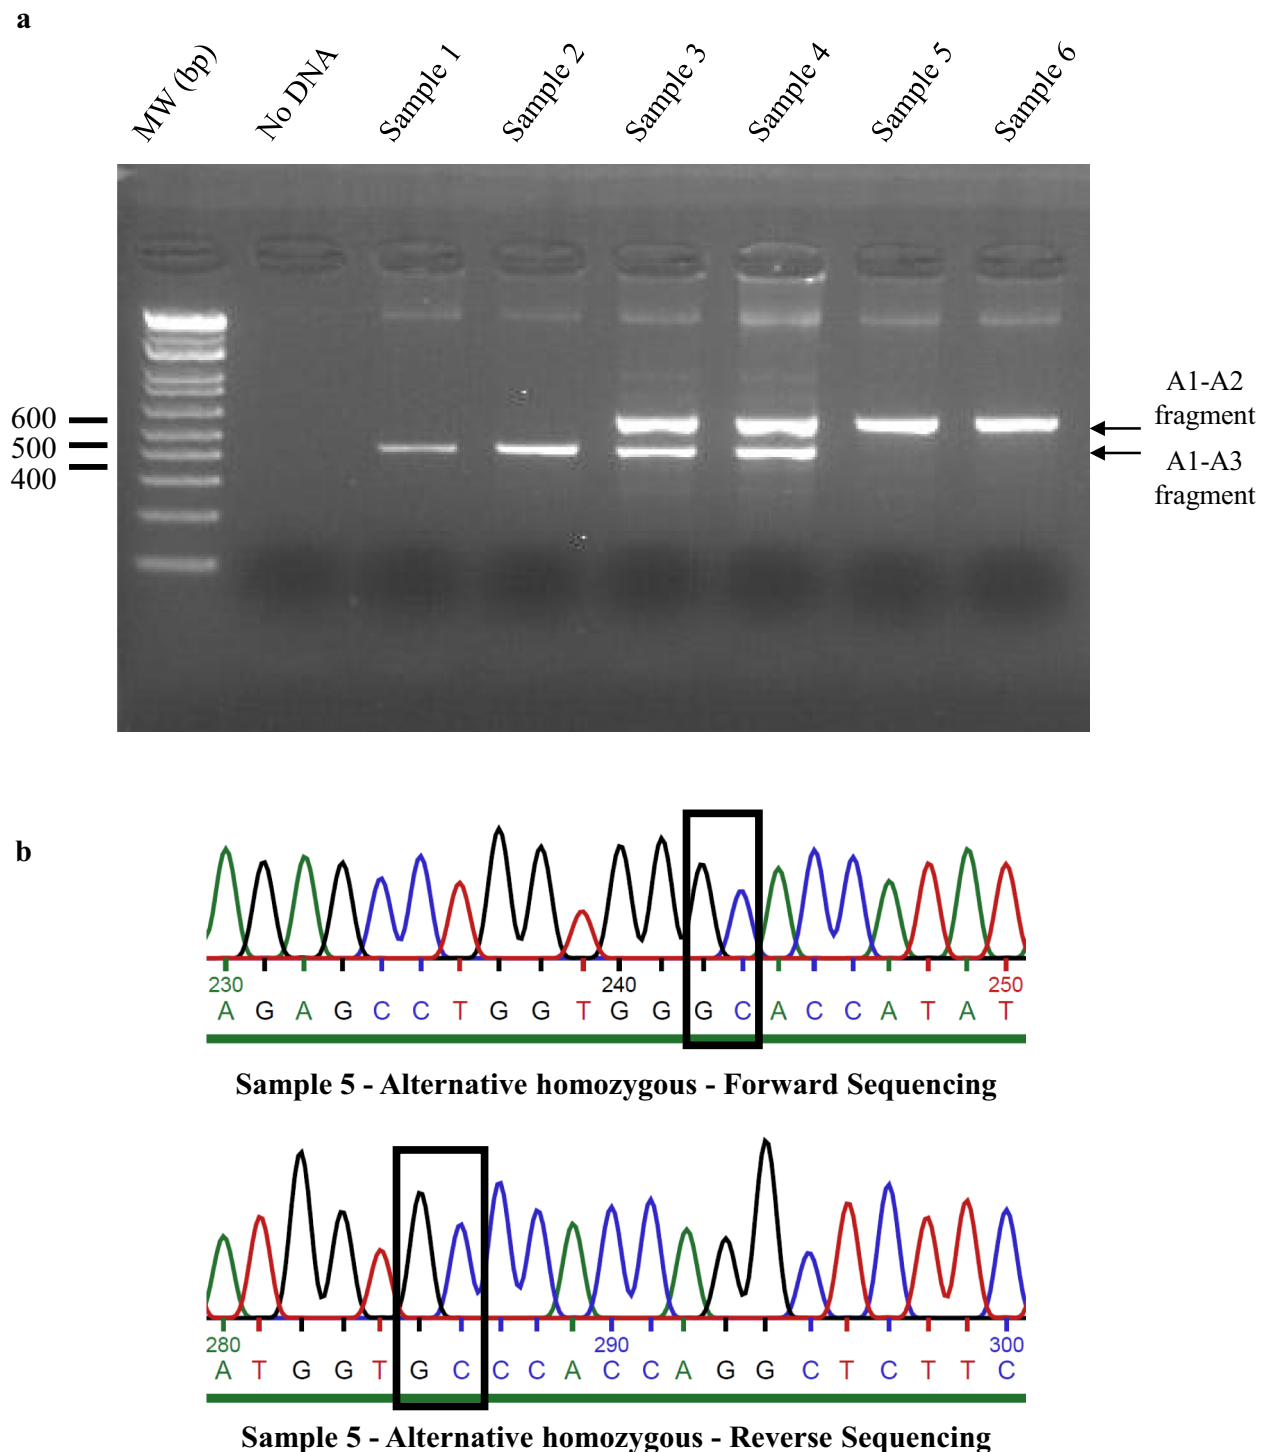 a
MW (bp)
No DNA
Sample 1
Sample 2
Sample 3
Sample 4
Sample 5
Sample 6
600
500
400
A1-A2
fragment
A1-A3
fragment
b
230 240 250
A G A G C C T G G T G G G C A C C A T A T
Sample 5 - Alternative homozygous - Forward Sequencing
280 290 300
A T G G T G C C C A C C A G G C T C T T C
Sample 5 - Alternative homozygous - Reverse Sequencing